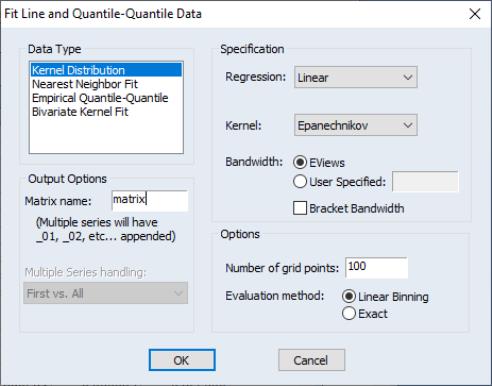 Fit Line and Quantile-Quantile Data
Data Type
Kernel Distribution
Nearest Neighbor Fit
Empirical Quantile-Quantile
Bivariate Kernel Fit
Output Options
Matrix name: matrix
(Multiple series will have
_01, _02, etc... appended)
Multiple Series handling:
First vs. All
Specification
Regression: Linear
Kernel: Epanechnikov
Bandwidth: EViews
User Specified:
Bracket Bandwidth
Options
Number of grid points: 100
Evaluation method: Linear Binning
Exact
OK
Cancel